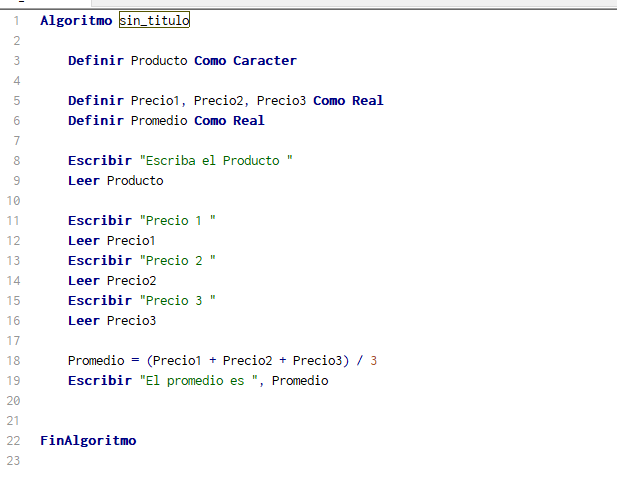 1 Algoritmo sin_titulo
2
3 Definir Producto Como Caracter
4
5 Definir Precio1, Precio2, Precio3 Como Real
6 Definir Promedio Como Real
7
8 Escribir "Escriba el Producto "
9 Leer Producto
10
11 Escribir "Precio 1 "
12 Leer Precio1
13 Escribir "Precio 2 "
14 Leer Precio2
15 Escribir "Precio 3 "
16 Leer Precio3
17
18 Promedio = (Precio1 + Precio2 + Precio3) / 3
19 Escribir "El promedio es ", Promedio
20
21
22 FinAlgoritmo
23